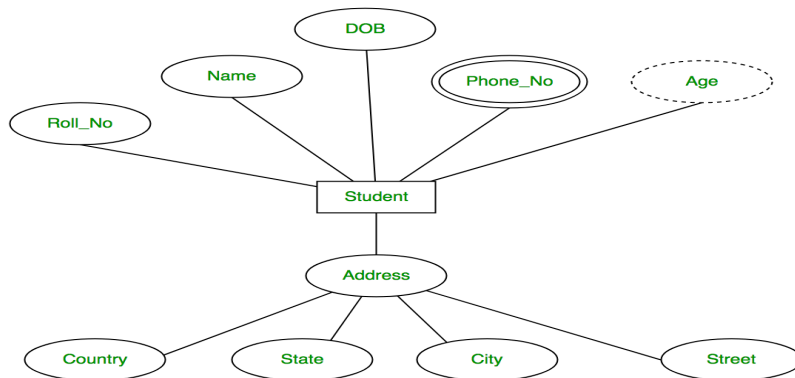 DOB
Name
Phone_No
Age
Roll_No
Student
Address
Country
State
City
Street